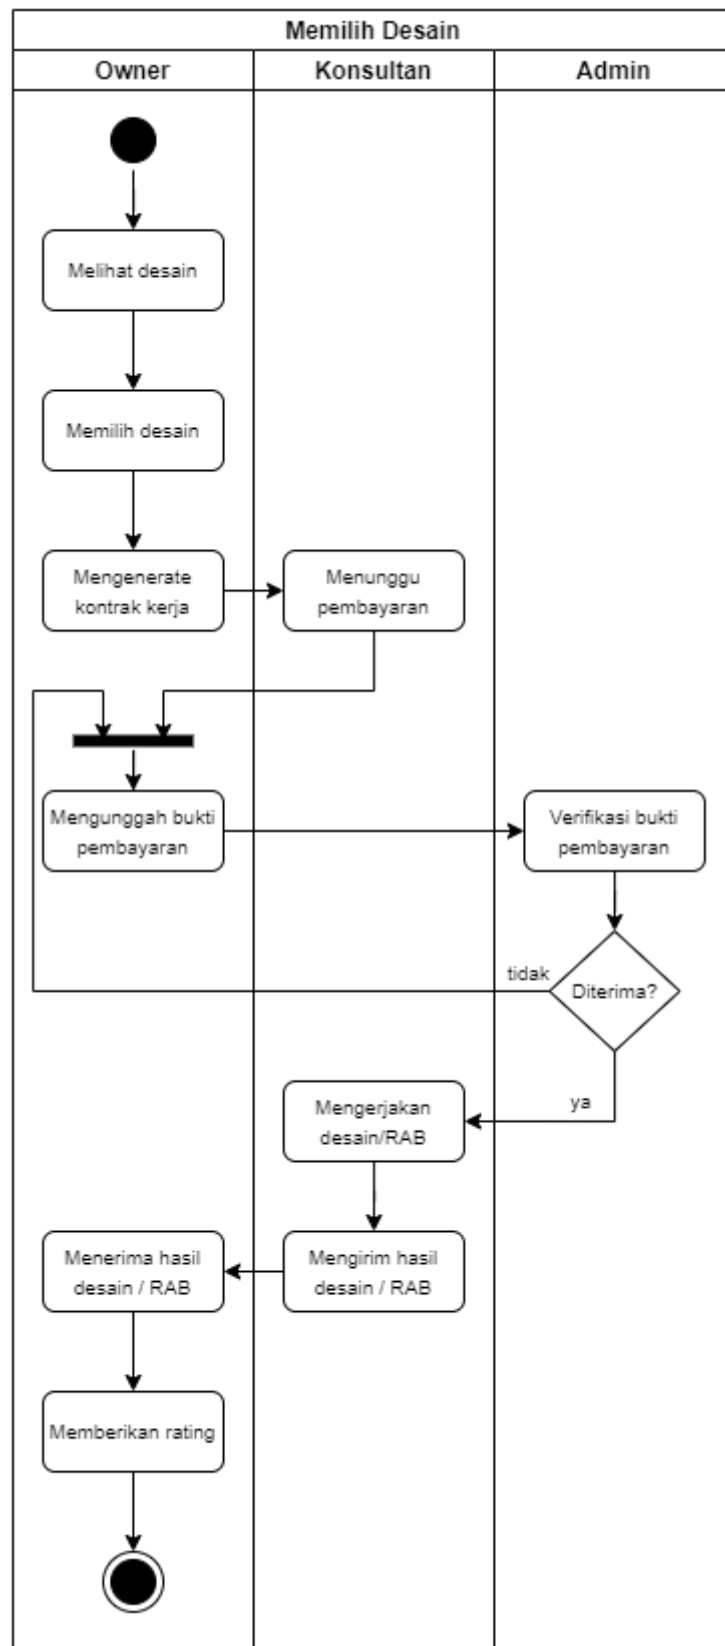 Memilih Desain
Owner
Konsultan
Admin
Melihat desain
Memilih desain
Mengenerate
kontrak kerja
Menunggu
pembayaran
Mengunggah bukti
pembayaran
Verifikasi bukti
pembayaran
tidak
Diterima?
ya
Mengerjakan
desain/RAB
Mengirim hasil
desain / RAB
Menerima hasil
desain / RAB
Memberikan rating